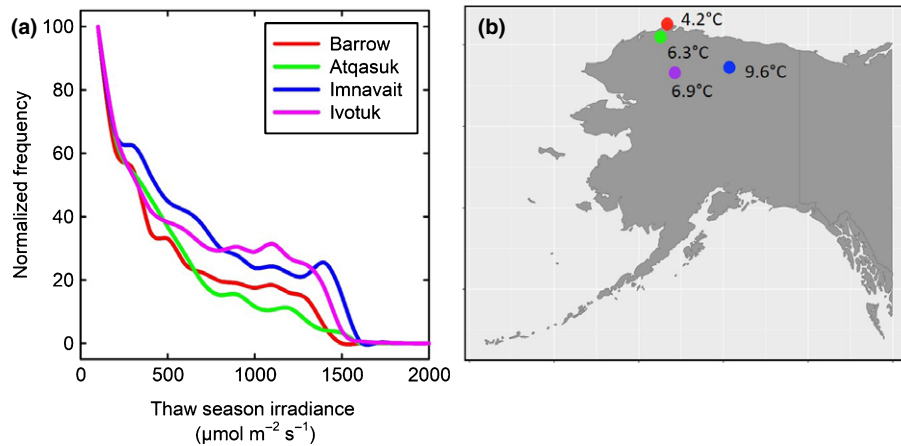 (a)
Normalized frequency
100
80
60
40
20
0
Barrow
Atqasuk
Imnavait
Ivotuk
0 500 1000 1500 2000
Thaw season irradiance
(µmol m⁻² s⁻¹)
(b)
4.2°C
6.3°C
9.6°C
6.9°C